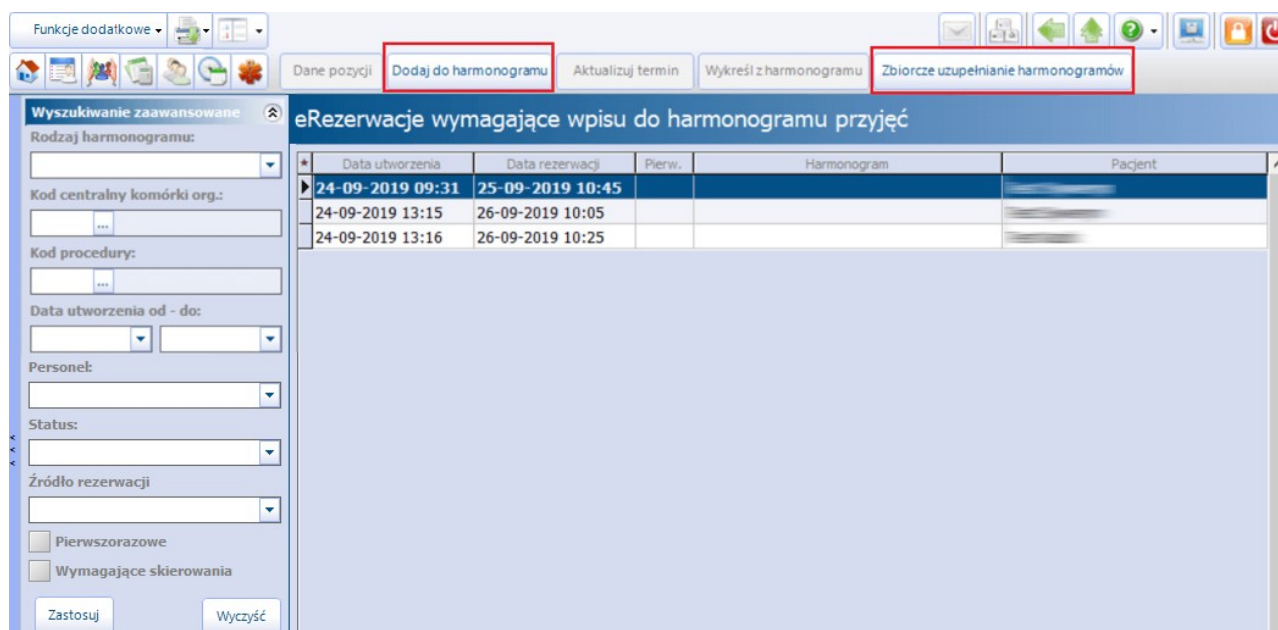 Funkcje dodatkowe
Dane pozycji Dodaj do harmonogramu Aktualizuj termin Wykreśl z harmonogramu Zbiorcze uzupełnianie harmonogramów
Wyszukiwanie zaawansowane
Rodzaj harmonogramu:
Kod centralny komórki org.:
...
Kod procedury:
...
Data utworzenia od - do:
Personel:
Status:
Źródło rezerwacji
Pierwszorazowe
Wymagające skierowania
Zastosuj Wyczyść
eRezerwacje wymagające wpisu do harmonogramu przyjęć
* Data utworzenia Data rezerwacji Pierw. Harmonogram Pacjent
24-09-2019 09:31 25-09-2019 10:45
24-09-2019 13:15 26-09-2019 10:05
24-09-2019 13:16 26-09-2019 10:25